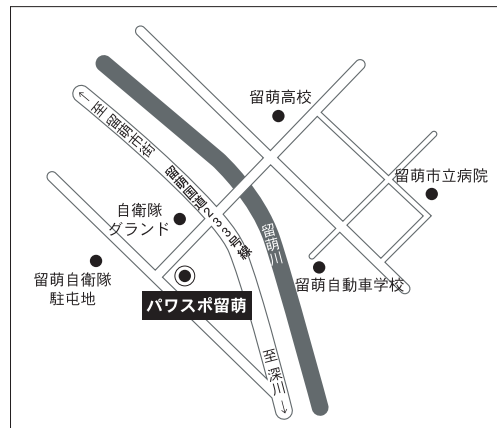 留萌高校
←至 留萌市街
留萌国道233号線
留萌市立病院
自衛隊
グランド
留萌川
留萌自衛隊
駐屯地
留萌自動車学校
パワスポ留萌
至 深川→